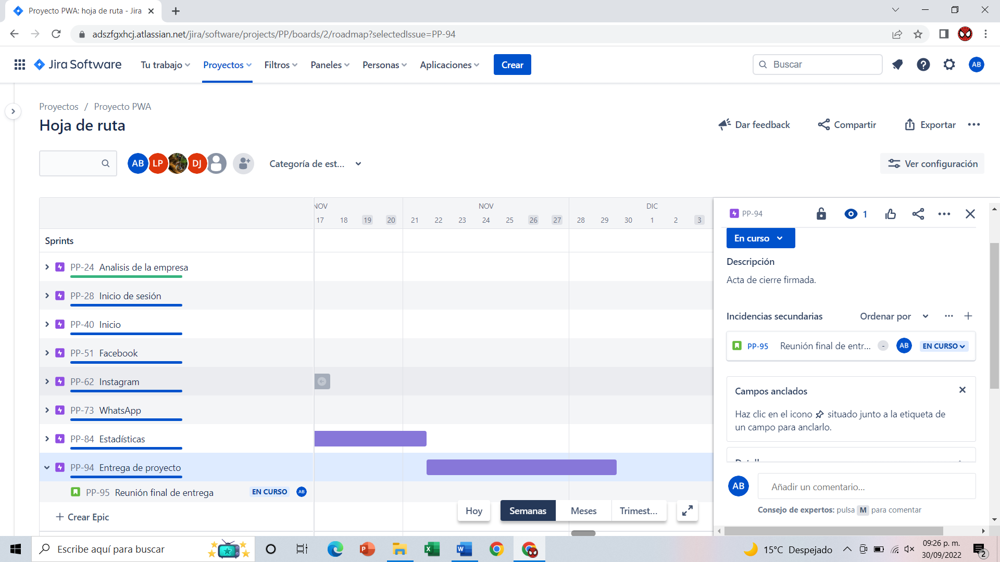 Proyecto PWA: hoja de ruta - Jira
adszfgxhcj.atlassian.net/jira/software/projects/PP/boards/2/roadmap?selectedIssue=PP-94
Jira Software Tu trabajo Proyectos Filtros Paneles Personas Aplicaciones Crear Buscar AB
Proyectos / Proyecto PWA
Hoja de ruta
Dar feedback Compartir Exportar
AB LP DJ Categoría de est... Ver configuración
NOV NOV DIC
17 18 19 20 21 22 23 24 25 26 27 28 29 30 1 2 3
Sprints
PP-24 Analisis de la empresa
PP-28 Inicio de sesión
PP-40 Inicio
PP-51 Facebook
PP-62 Instagram
PP-73 WhatsApp
PP-84 Estadísticas
PP-94 Entrega de proyecto
PP-95 Reunión final de entrega EN CURSO AB
+ Crear Epic
Hoy Semanas Meses Trimest...
PP-94 1
En curso
Descripción
Acta de cierre firmada.
Incidencias secundarias Ordenar por
PP-95 Reunión final de entr... - AB EN CURSO
Campos anclados
Haz clic en el icono situado junto a la etiqueta de
un campo para anclarlo.
AB Añadir un comentario...
Consejo de expertos: pulsa M para comentar
Escribe aquí para buscar
15°C Despejado
09:26 p. m.
30/09/2022
2